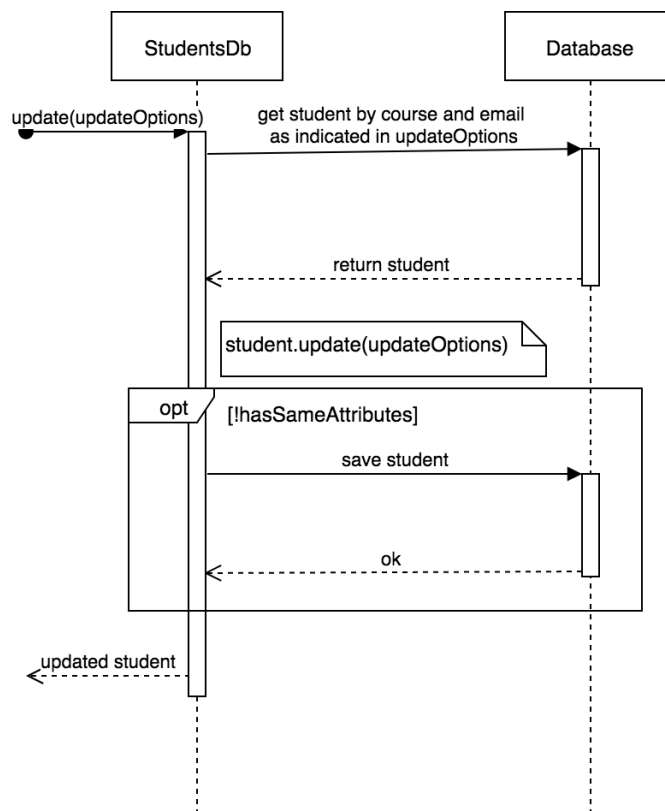 StudentsDb
Database
update(updateOptions)
get student by course and email
as indicated in updateOptions
return student
student.update(updateOptions)
opt
[!hasSameAttributes]
save student
ok
updated student